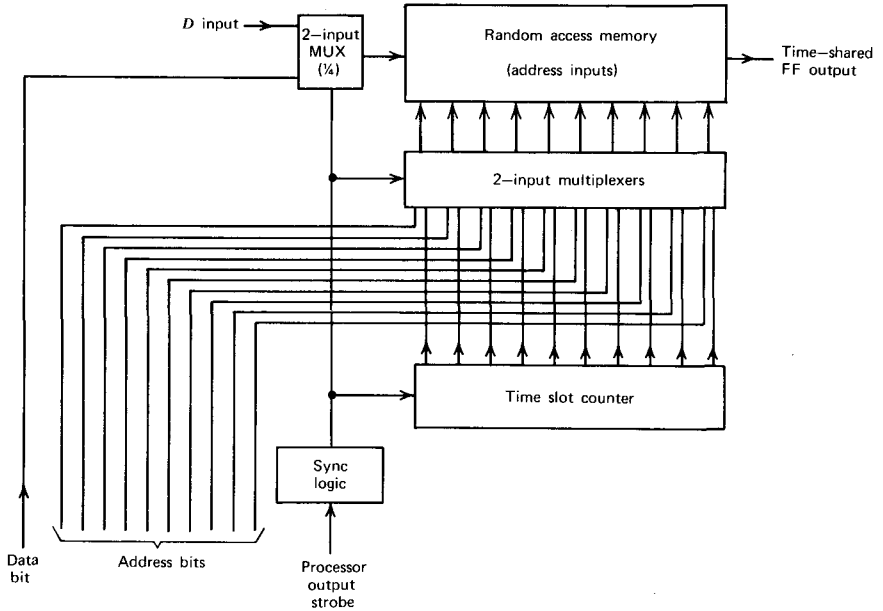 D input
2-input
MUX
(¼)
Random access memory
(address inputs)
Time-shared
FF output
2-input multiplexers
Time slot counter
Sync
logic
Data
bit
Address bits
Processor
output
strobe